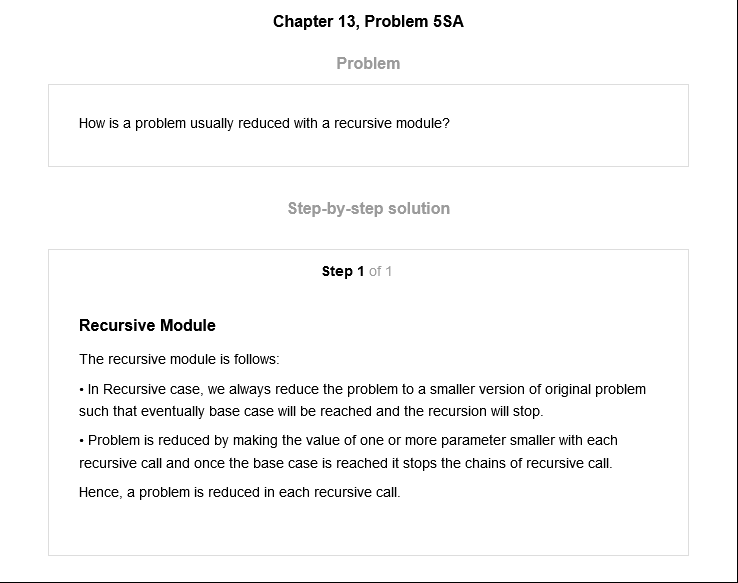 Chapter 13, Problem 5SA
Problem
How is a problem usually reduced with a recursive module?
Step-by-step solution
Step 1 of 1
Recursive Module
The recursive module is follows:
• In Recursive case, we always reduce the problem to a smaller version of original problem
such that eventually base case will be reached and the recursion will stop.
• Problem is reduced by making the value of one or more parameter smaller with each
recursive call and once the base case is reached it stops the chains of recursive call.
Hence, a problem is reduced in each recursive call.